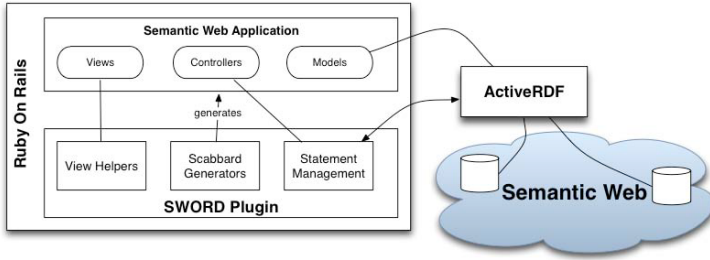 Ruby On Rails
Semantic Web Application
Views
Controllers
Models
generates
View Helpers
Scabbard
Generators
Statement
Management
SWORD Plugin
ActiveRDF
Semantic Web